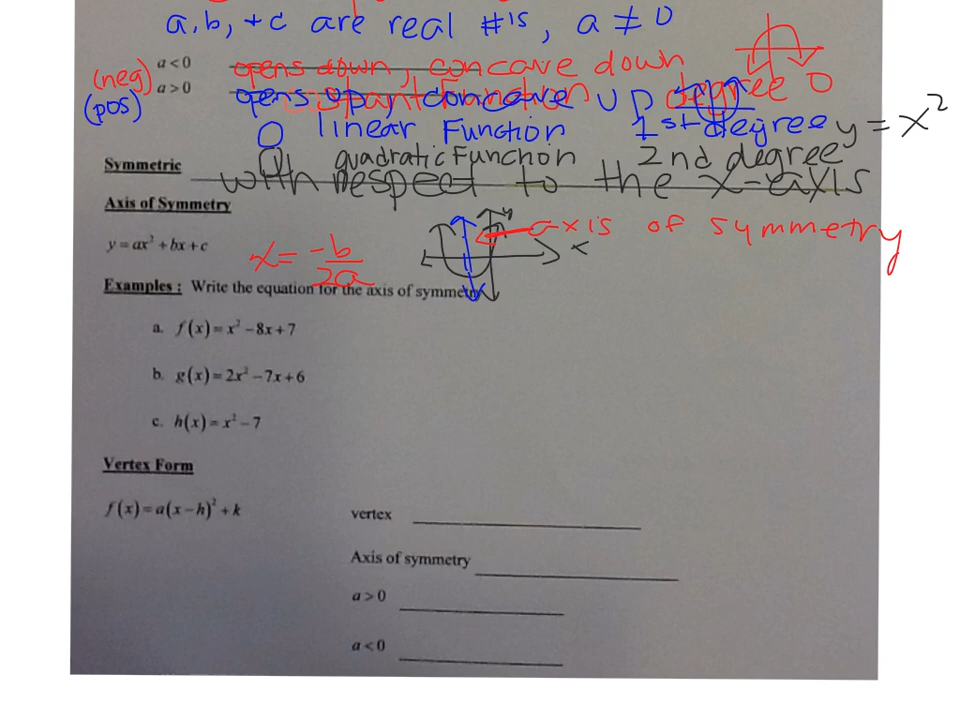 a, b, + c are real #'s, a ≠ 0
(neg) a < 0 opens down, concave down
(pos) a > 0 opens up concave UP degree 0
0 linear Function 1st degree y = x²
quadratic Function 2nd degree
Symmetric with respect to the x-axis
Axis of Symmetry
axis of symmetry
y = ax² + bx + c x = -b/2a y x
Examples : Write the equation for the axis of symmetry
a. f(x) = x² - 8x + 7
b. g(x) = 2x² - 7x + 6
c. h(x) = x² - 7
Vertex Form
f(x) = a(x - h)² + k vertex
Axis of symmetry
a > 0
a < 0